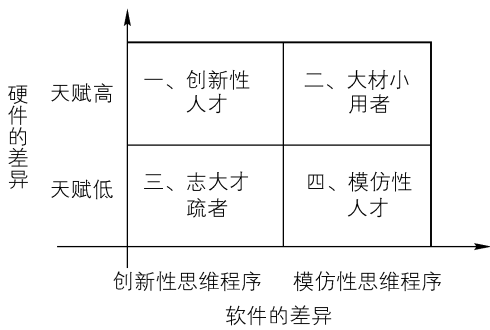 硬件的差异
天赋高
一、创新性
人才
二、大材小
用者
天赋低
三、志大才
疏者
四、模仿性
人才
创新性思维程序
模仿性思维程序
软件的差异